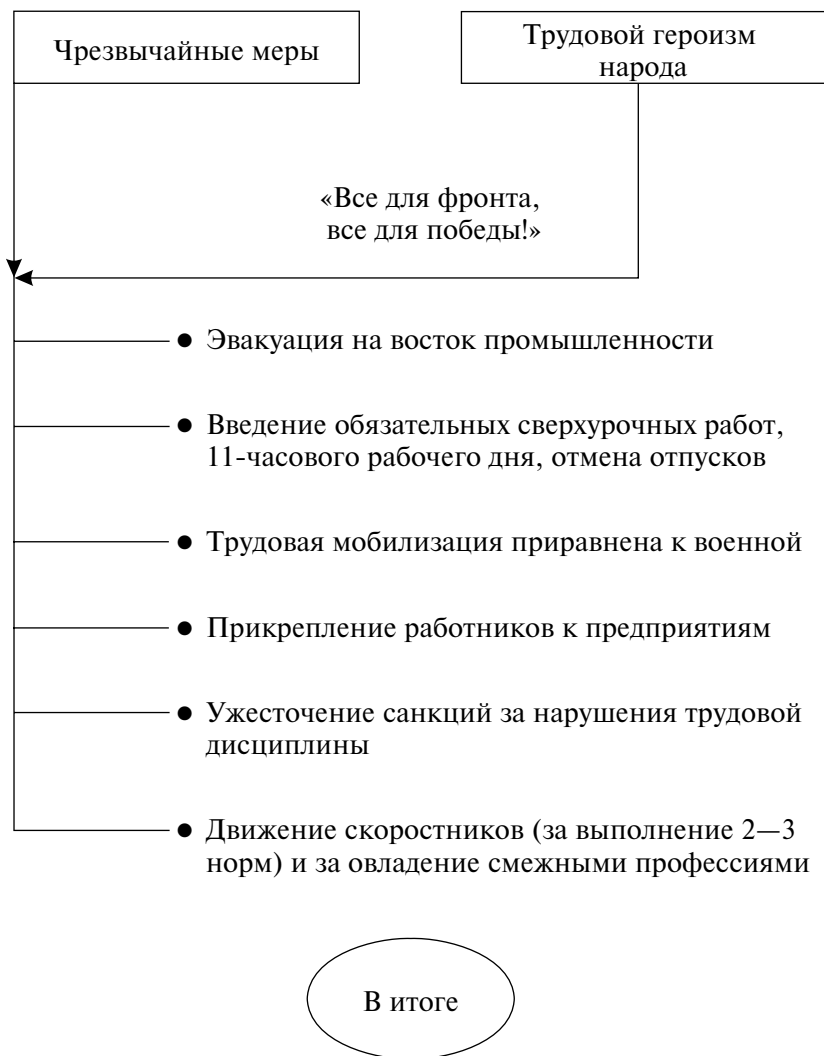 Чрезвычайные меры
Трудовой героизм
народа
«Все для фронта,
все для победы!»
● Эвакуация на восток промышленности
● Введение обязательных сверхурочных работ,
11-часового рабочего дня, отмена отпусков
● Трудовая мобилизация приравнена к военной
● Прикрепление работников к предприятиям
● Ужесточение санкций за нарушения трудовой
дисциплины
● Движение скоростников (за выполнение 2—3
норм) и за овладение смежными профессиями
В итоге